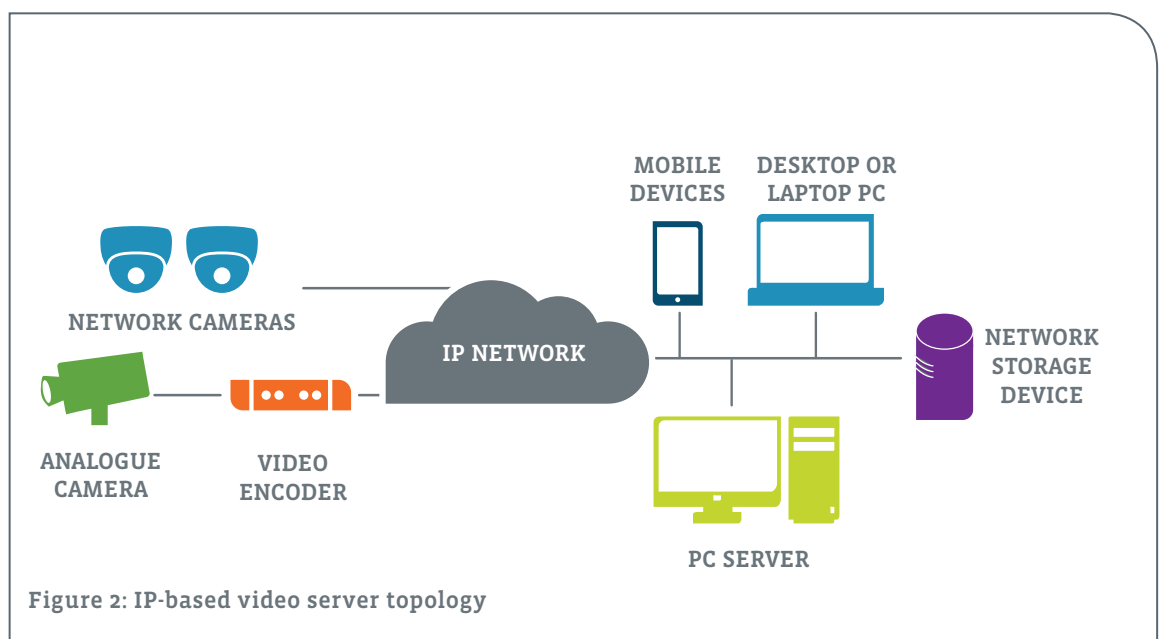 MOBILE
DEVICES
DESKTOP OR
LAPTOP PC
NETWORK CAMERAS
IP NETWORK
NETWORK
STORAGE
DEVICE
ANALOGUE
CAMERA
VIDEO
ENCODER
PC SERVER
Figure 2: IP-based video server topology